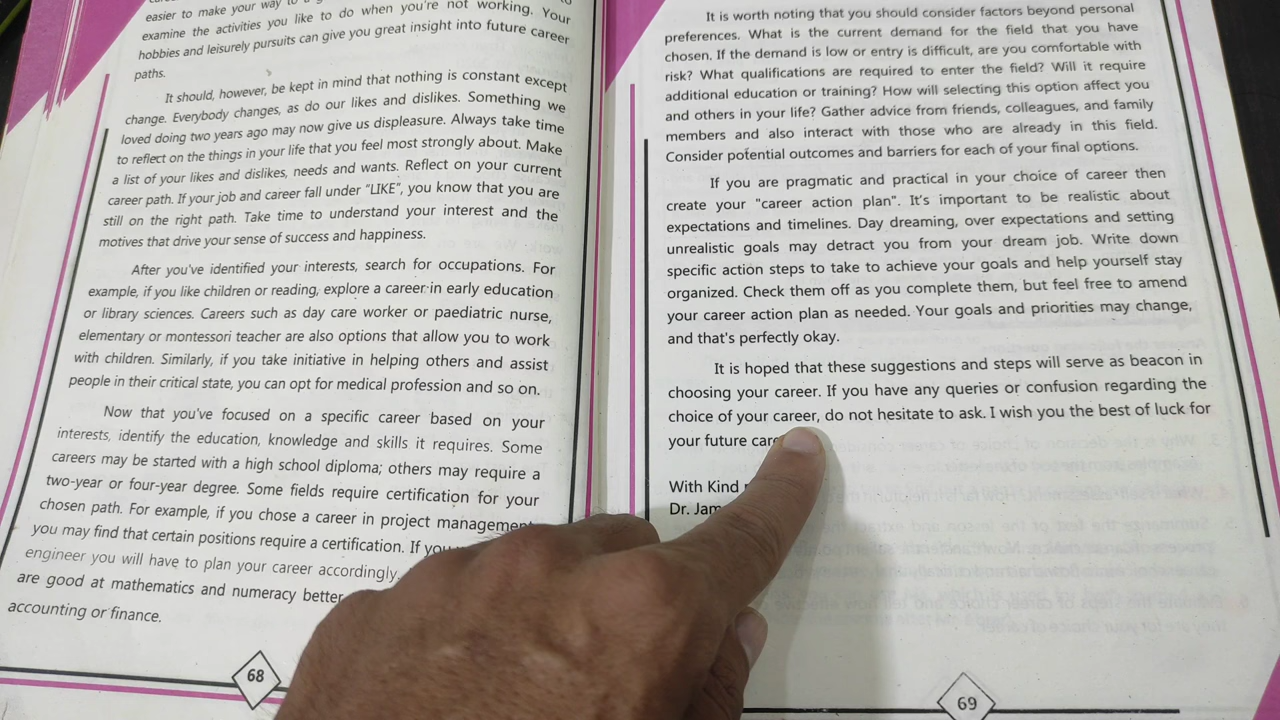 easier to make your way to
examine the activities you like to do when you're not working. Your
hobbies and leisurely pursuits can give you great insight into future career
paths.
It should, however, be kept in mind that nothing is constant except
change. Everybody changes, as do our likes and dislikes. Something we
loved doing two years ago may now give us displeasure. Always take time
to reflect on the things in your life that you feel most strongly about. Make
a list of your likes and dislikes, needs and wants. Reflect on your current
career path. If your job and career fall under "LIKE", you know that you are
still on the right path. Take time to understand your interest and the
motives that drive your sense of success and happiness.
After you've identified your interests, search for occupations. For
example, if you like children or reading, explore a career in early education
or library sciences. Careers such as day care worker or paediatric nurse,
elementary or montessori teacher are also options that allow you to work
with children. Similarly, if you take initiative in helping others and assist
people in their critical state, you can opt for medical profession and so on.
Now that you've focused on a specific career based on your
interests, identify the education, knowledge and skills it requires. Some
careers may be started with a high school diploma; others may require a
two-year or four-year degree. Some fields require certification for your
chosen path. For example, if you chose a career in project management
you may find that certain positions require a certification. If you
engineer you will have to plan your career accordingly.
are good at mathematics and numeracy better
accounting or finance.
68
It is worth noting that you should consider factors beyond personal
preferences. What is the current demand for the field that you have
chosen. If the demand is low or entry is difficult, are you comfortable with
risk? What qualifications are required to enter the field? Will it require
additional education or training? How will selecting this option affect you
and others in your life? Gather advice from friends, colleagues, and family
members and also interact with those who are already in this field.
Consider potential outcomes and barriers for each of your final options.
If you are pragmatic and practical in your choice of career then
create your "career action plan". It's important to be realistic about
expectations and timelines. Day dreaming, over expectations and setting
unrealistic goals may detract you from your dream job. Write down
specific action steps to take to achieve your goals and help yourself stay
organized. Check them off as you complete them, but feel free to amend
your career action plan as needed. Your goals and priorities may change,
and that's perfectly okay.
It is hoped that these suggestions and steps will serve as beacon in
choosing your career. If you have any queries or confusion regarding the
choice of your career, do not hesitate to ask. I wish you the best of luck for
your future
With Kind
Dr.
69